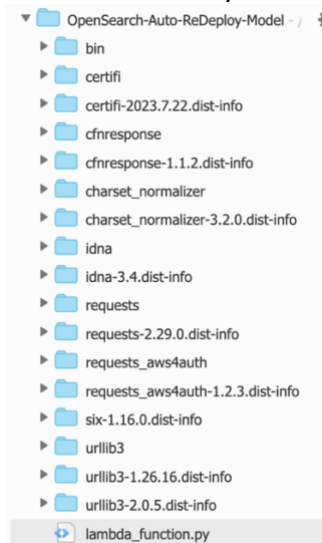 OpenSearch-Auto-ReDeploy-Model - /
bin
certifi
certifi-2023.7.22.dist-info
cfnresponse
cfnresponse-1.1.2.dist-info
charset_normalizer
charset_normalizer-3.2.0.dist-info
idna
idna-3.4.dist-info
requests
requests-2.29.0.dist-info
requests_aws4auth
requests_aws4auth-1.2.3.dist-info
six-1.16.0.dist-info
urllib3
urllib3-1.26.16.dist-info
urllib3-2.0.5.dist-info
lambda_function.py